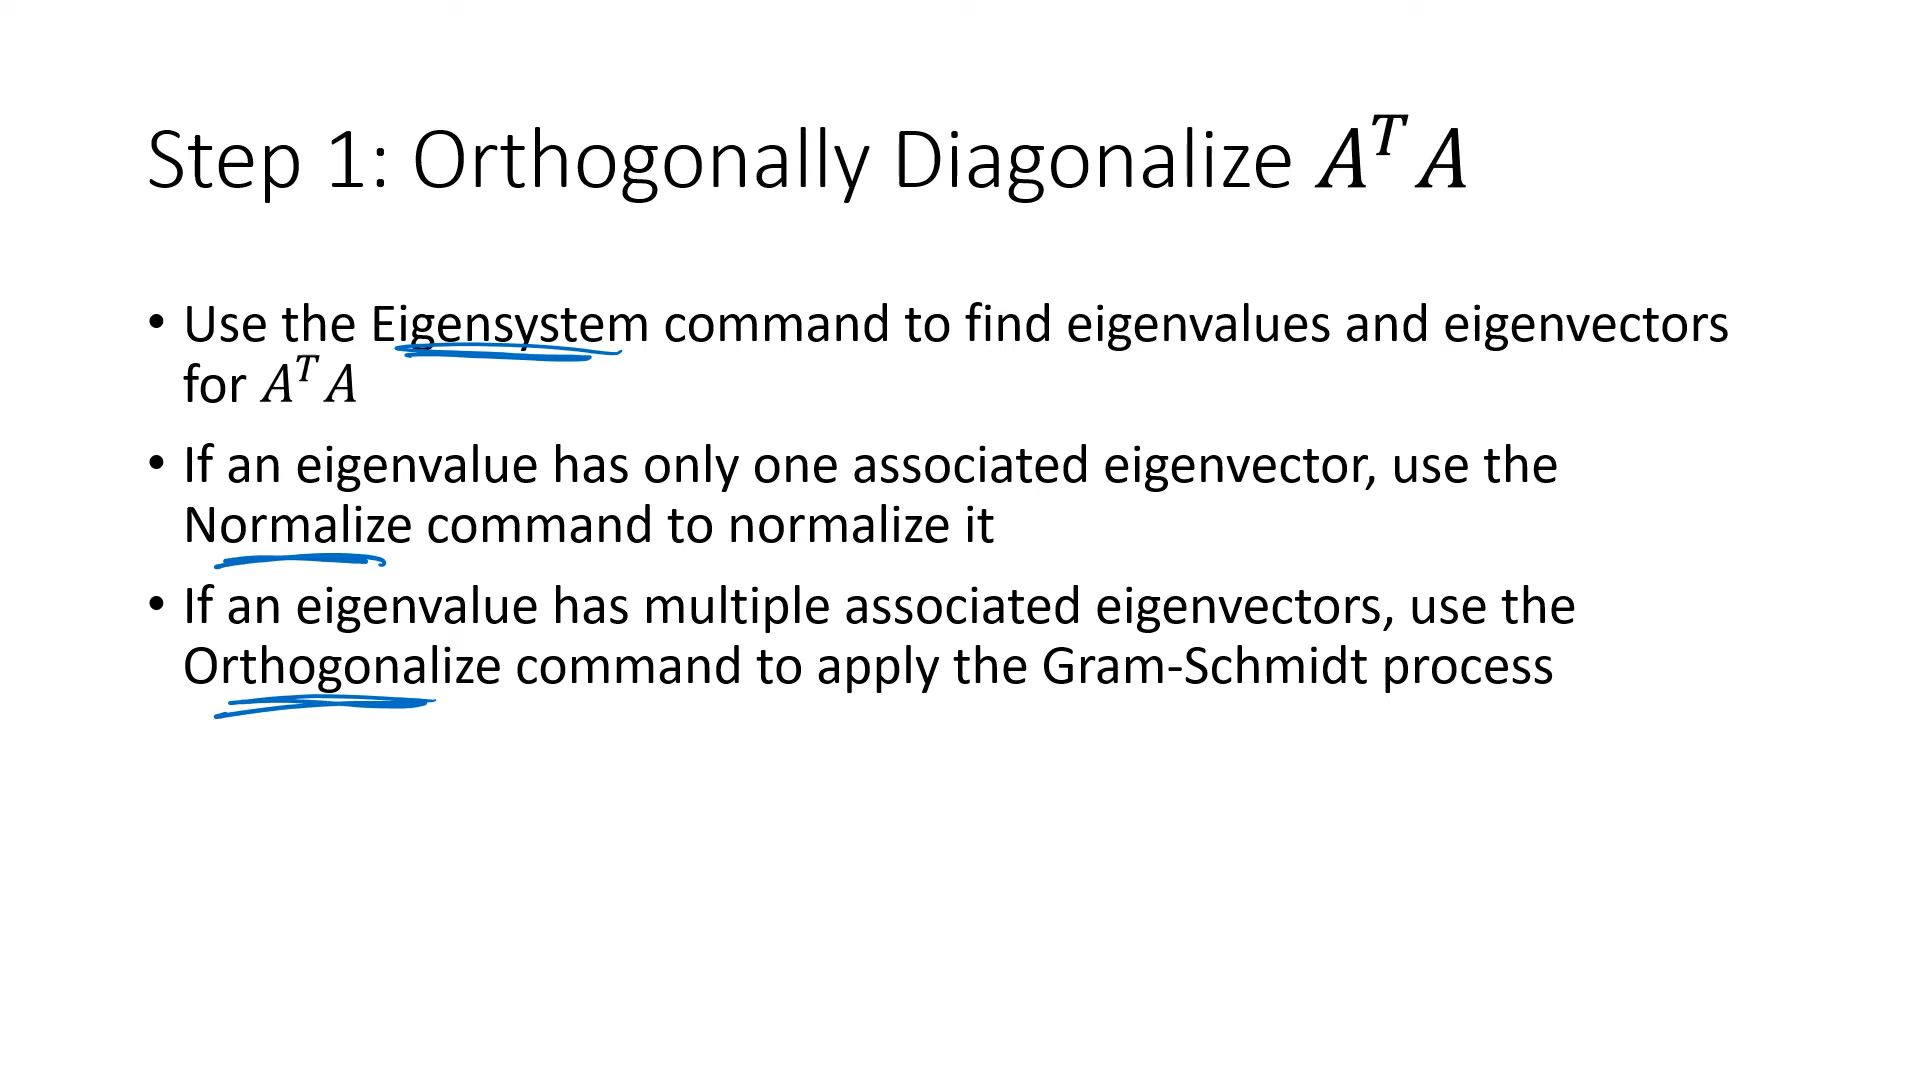 Step 1: Orthogonally Diagonalize $A^T A$
• Use the Eigensystem command to find eigenvalues and eigenvectors
for $A^T A$
• If an eigenvalue has only one associated eigenvector, use the
Normalize command to normalize it
• If an eigenvalue has multiple associated eigenvectors, use the
Orthogonalize command to apply the Gram-Schmidt process